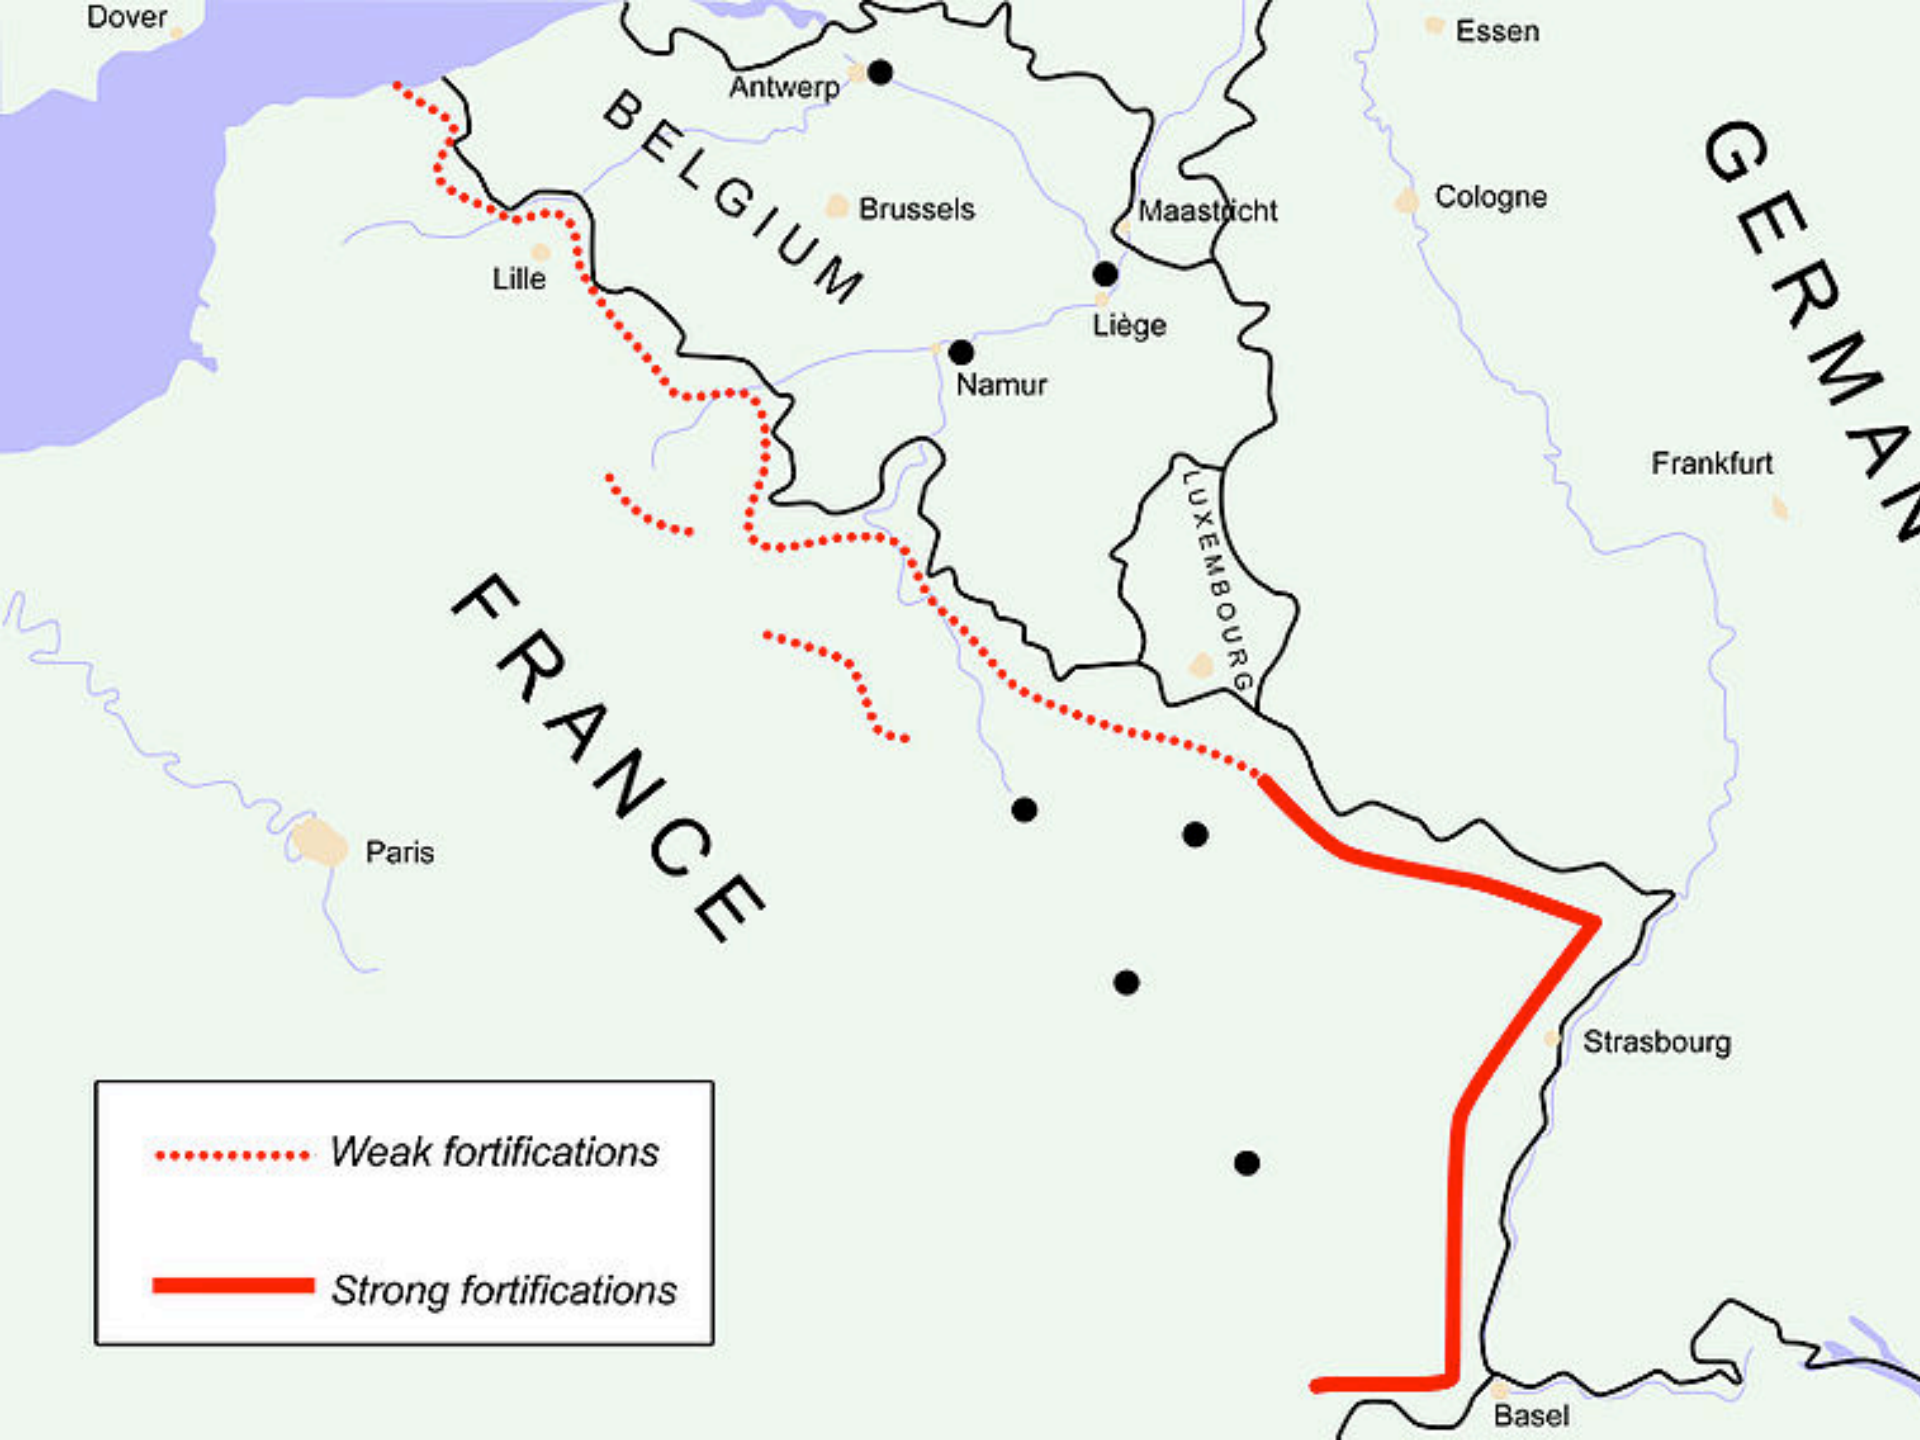 Dover
Essen
Antwerp
BELGIUM
GERMAN
Cologne
Brussels
Maastricht
Lille
Liège
Namur
Frankfurt
LUXEMBOURG
FRANCE
Paris
Strasbourg
Weak fortifications
Strong fortifications
Basel